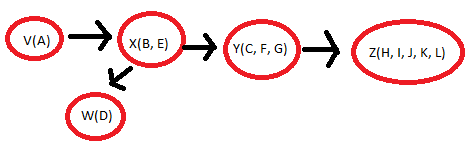 V(A)
X(B, E)
Y(C, F, G)
Z(H, I, J, K, L)
W(D)